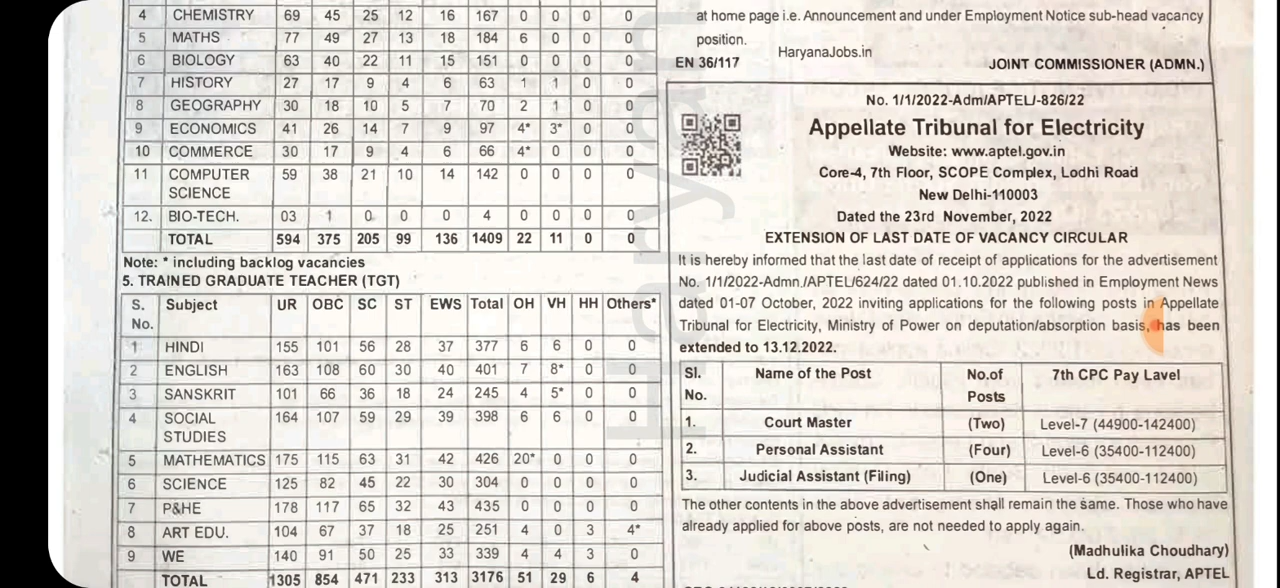 4 CHEMISTRY 69 45 25 12 16 167 0 0 0 0
5 MATHS 77 49 27 13 18 184 6 0 0 0
6 BIOLOGY 63 40 22 11 15 151 0 0 0 0
7 HISTORY 27 17 9 4 6 63 1 1 0 0
8 GEOGRAPHY 30 18 10 5 7 70 2 1 0 0
9 ECONOMICS 41 26 14 7 9 97 4* 3* 0 0
10 COMMERCE 30 17 9 4 6 66 4* 0 0 0
11 COMPUTER 59 38 21 10 14 142 0 0 0 0
SCIENCE
12. BIO-TECH. 03 1 0 0 0 4 0 0 0 0
TOTAL 594 375 205 99 136 1409 22 11 0 0
Note: * including backlog vacancies
5. TRAINED GRADUATE TEACHER (TGT)
S. Subject UR OBC SC ST EWS Total OH VH HH Others*
No.
1 HINDI 155 101 56 28 37 377 6 6 0 0
2 ENGLISH 163 108 60 30 40 401 7 8* 0 0
3 SANSKRIT 101 66 36 18 24 245 4 5* 0 0
4 SOCIAL 164 107 59 29 39 398 6 6 0 0
STUDIES
5 MATHEMATICS 175 115 63 31 42 426 20* 0 0 0
6 SCIENCE 125 82 45 22 30 304 0 0 0 0
7 P&HE 178 117 65 32 43 435 0 0 0 0
8 ART EDU. 104 67 37 18 25 251 4 0 3 4*
9 WE 140 91 50 25 33 339 4 4 3 0
TOTAL 1305 854 471 233 313 3176 51 29 6 4
Haryan
at home page i.e. Announcement and under Employment Notice sub-head vacancy
position.
HaryanaJobs.in
EN 36/117 JOINT COMMISSIONER (ADMN.)
No. 1/1/2022-Adm/APTEL/-826/22
Appellate Tribunal for Electricity
Website: www.aptel.gov.in
Core-4, 7th Floor, SCOPE Complex, Lodhi Road
New Delhi-110003
Dated the 23rd November, 2022
EXTENSION OF LAST DATE OF VACANCY CIRCULAR
It is hereby informed that the last date of receipt of applications for the advertisement
No. 1/1/2022-Admn./APTEL/624/22 dated 01.10.2022 published in Employment News
dated 01-07 October, 2022 inviting applications for the following posts in Appellate
Tribunal for Electricity, Ministry of Power on deputation/absorption basis, has been
extended to 13.12.2022.
Sl. Name of the Post No.of 7th CPC Pay Lavel
No. Posts
1. Court Master (Two) Level-7 (44900-142400)
2. Personal Assistant (Four) Level-6 (35400-112400)
3. Judicial Assistant (Filing) (One) Level-6 (35400-112400)
The other contents in the above advertisement shall remain the same. Those who have
already applied for above posts, are not needed to apply again.
(Madhulika Choudhary)
Ld. Registrar, APTEL